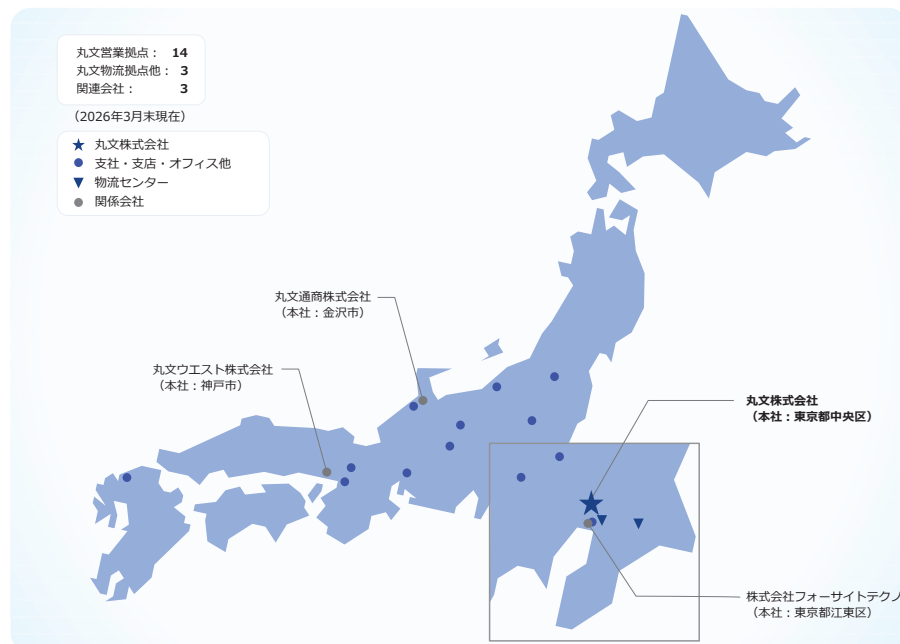 丸文営業拠点： 14
丸文物流拠点他： 3
関連会社： 3
（2026年3月末現在）
丸文株式会社
支社・支店・オフィス他
物流センター
関係会社
丸文通商株式会社
（本社：金沢市）
丸文ウエスト株式会社
（本社：神戸市）
丸文株式会社
（本社：東京都中央区）
株式会社フォーサイトテクノ
（本社：東京都江東区）